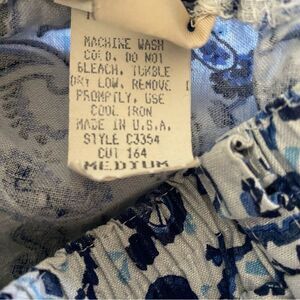 MACHINE WASH
COLD, DO NOT
BLEACH, TUMBLE
DRY LOW, REMOVE
PROMPTLY, USE
COOL IRON
MADE IN U.S.A.
STYLE C3354
CUT 164
MEDIUM